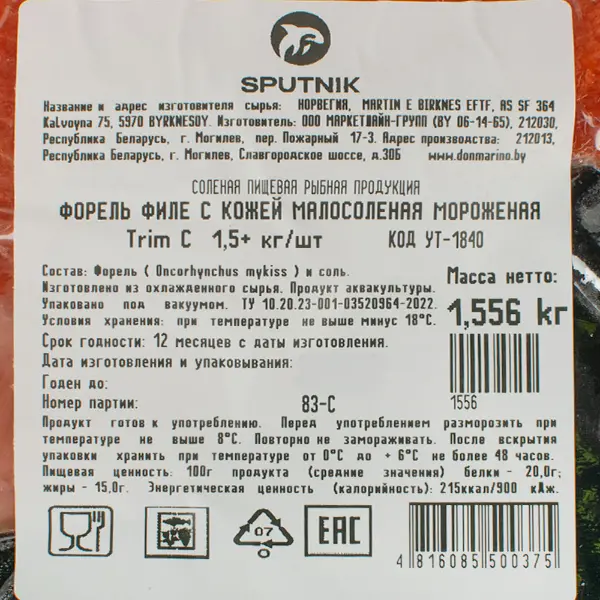 SPUTNIK
Название и адрес изготовителя сырья: НОРВЕГИЯ, MARTIN E BIRKNES EFTF, AS SF 364
Kalvoyna 75, 5970 BYRKNESOY. Изготовитель: ООО МАРКЕТЛАЙН-ГРУПП (BY 06-14-65), 212030,
Республика Беларусь, г. Могилев, пер. Пожарный 17-3. Адрес производства: 212013,
Республика Беларусь, г. Могилев, Славгородское шоссе, д.30Б www.donmarino.by
СОЛЕНАЯ ПИЩЕВАЯ РЫБНАЯ ПРОДУКЦИЯ
ФОРЕЛЬ ФИЛЕ С КОЖЕЙ МАЛОСОЛЕНАЯ МОРОЖЕНАЯ
Trim C 1,5+ кг/шт КОД УТ-1840
Состав: Форель ( Oncorhynchus mykiss ) и соль.
Изготовлено из охлажденного сырья. Продукт аквакультуры.
Упаковано под вакуумом. ТУ 10.20.23-001-03520964-2022.
Условия хранения: при температуре не выше минус 18°С.
Срок годности: 12 месяцев с даты изготовления.
Дата изготовления и упаковывания:
Годен до:
Номер партии: 83-С
Масса нетто:
1,556 кг
1556
Продукт готов к употреблению. Перед употреблением разморозить при
температуре не выше 8°С. Повторно не замораживать. После вскрытия
упаковки хранить при температуре от 0°С до + 6°С не более 48 часов.
Пищевая ценность: 100г продукта (средние значения) белки - 20,0г;
жиры - 15,0г. Энергетическая ценность (калорийность): 215ккал/900 кДж.
07
ЕАС
4 816085 500375